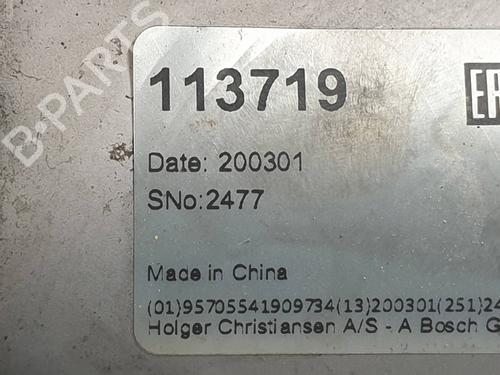 113719
Date: 200301
SNo:2477
Made in China
(01)95705541909734(13)200301(251)24
Holger Christiansen A/S - A Bosch G
B-PARTS